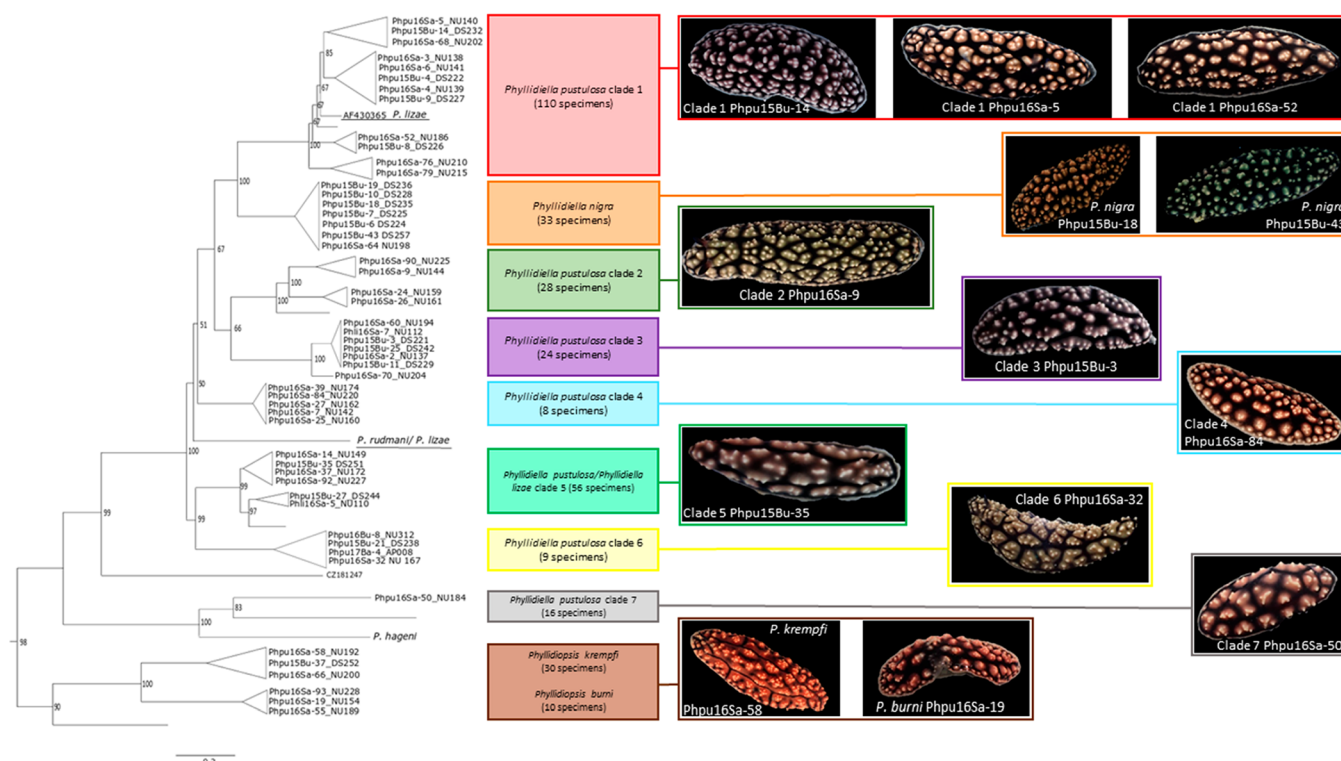 Phpu16Sa-5_NU140
Phpu15Bu-14_DS232
Phpu16Sa-68_NU202
85
Phpu16Sa-3_NU138
Phpu16Sa-6_NU141
Phpu15Bu-4_DS222
Phpu16Sa-4_NU139
Phpu15Bu-9_DS227
67
67
AF430365 P. lizae
67
Phpu16Sa-52_NU186
Phpu15Bu-8_DS226
100
Phpu16Sa-76_NU210
Phpu16Sa-79_NU215
100
Phpu15Bu-19_DS236
Phpu15Bu-10_DS228
Phpu15Bu-18_DS235
Phpu15Bu-7_DS225
Phpu15Bu-6 DS224
Phpu15Bu-43 DS257
Phpu16Sa-64 NU198
67
Phpu16Sa-90_NU225
Phpu16Sa-9_NU144
100
Phpu16Sa-24_NU159
Phpu16Sa-26_NU161
100
51
66
Phpu16Sa-60_NU194
Phli16Sa-7_NU112
Phpu15Bu-3_DS221
Phpu15Bu-25_DS242
Phpu16Sa-2_NU137
Phpu15Bu-11_DS229
100
Phpu16Sa-70_NU204
Phpu16Sa-39_NU174
Phpu16Sa-84_NU220
Phpu16Sa-27_NU162
Phpu16Sa-7_NU142
Phpu16Sa-25_NU160
P. rudmani/ P. lizae
100
Phpu16Sa-14_NU149
Phpu15Bu-35_DS251
Phpu16Sa-37_NU172
Phpu16Sa-92_NU227
99
Phpu15Bu-27_DS244
Phli16Sa-5_NU110
97
99
99
Phpu16Bu-8_NU312
Phpu15Bu-21_DS238
Phpu17Ba-4_AP008
Phpu16Sa-32 NU 167
CZ181247
Phpu16Sa-50_NU184
83
100
P. hageni
98
Phpu16Sa-58_NU192
Phpu15Bu-37_DS252
Phpu16Sa-66_NU200
100
Phpu16Sa-93_NU228
Phpu16Sa-19_NU154
Phpu16Sa-55_NU189
Phyllidiella pustulosa clade 1
(110 specimens)
Phyllidiella nigra
(33 specimens)
Phyllidiella pustulosa clade 2
(28 specimens)
Phyllidiella pustulosa clade 3
(24 specimens)
Phyllidiella pustulosa clade 4
(8 specimens)
Phyllidiella pustulosa/Phyllidiella
lizae clade 5 (56 specimens)
Phyllidiella pustulosa clade 6
(9 specimens)
Phyllidiella pustulosa clade 7
(16 specimens)
Phyllidiopsis krempfi
(30 specimens)
Phyllidiopsis burni
(10 specimens)
Clade 1 Phpu15Bu-14
Clade 1 Phpu16Sa-5
Clade 1 Phpu16Sa-52
P. nigra
Phpu15Bu-18
P. nigra
Phpu15Bu-43
Clade 2 Phpu16Sa-9
Clade 3 Phpu15Bu-3
Clade 4
Phpu16Sa-84
Clade 5 Phpu15Bu-35
Clade 6 Phpu16Sa-32
Clade 7 Phpu16Sa-50
P. krempfi
Phpu16Sa-58
P. burni Phpu16Sa-19